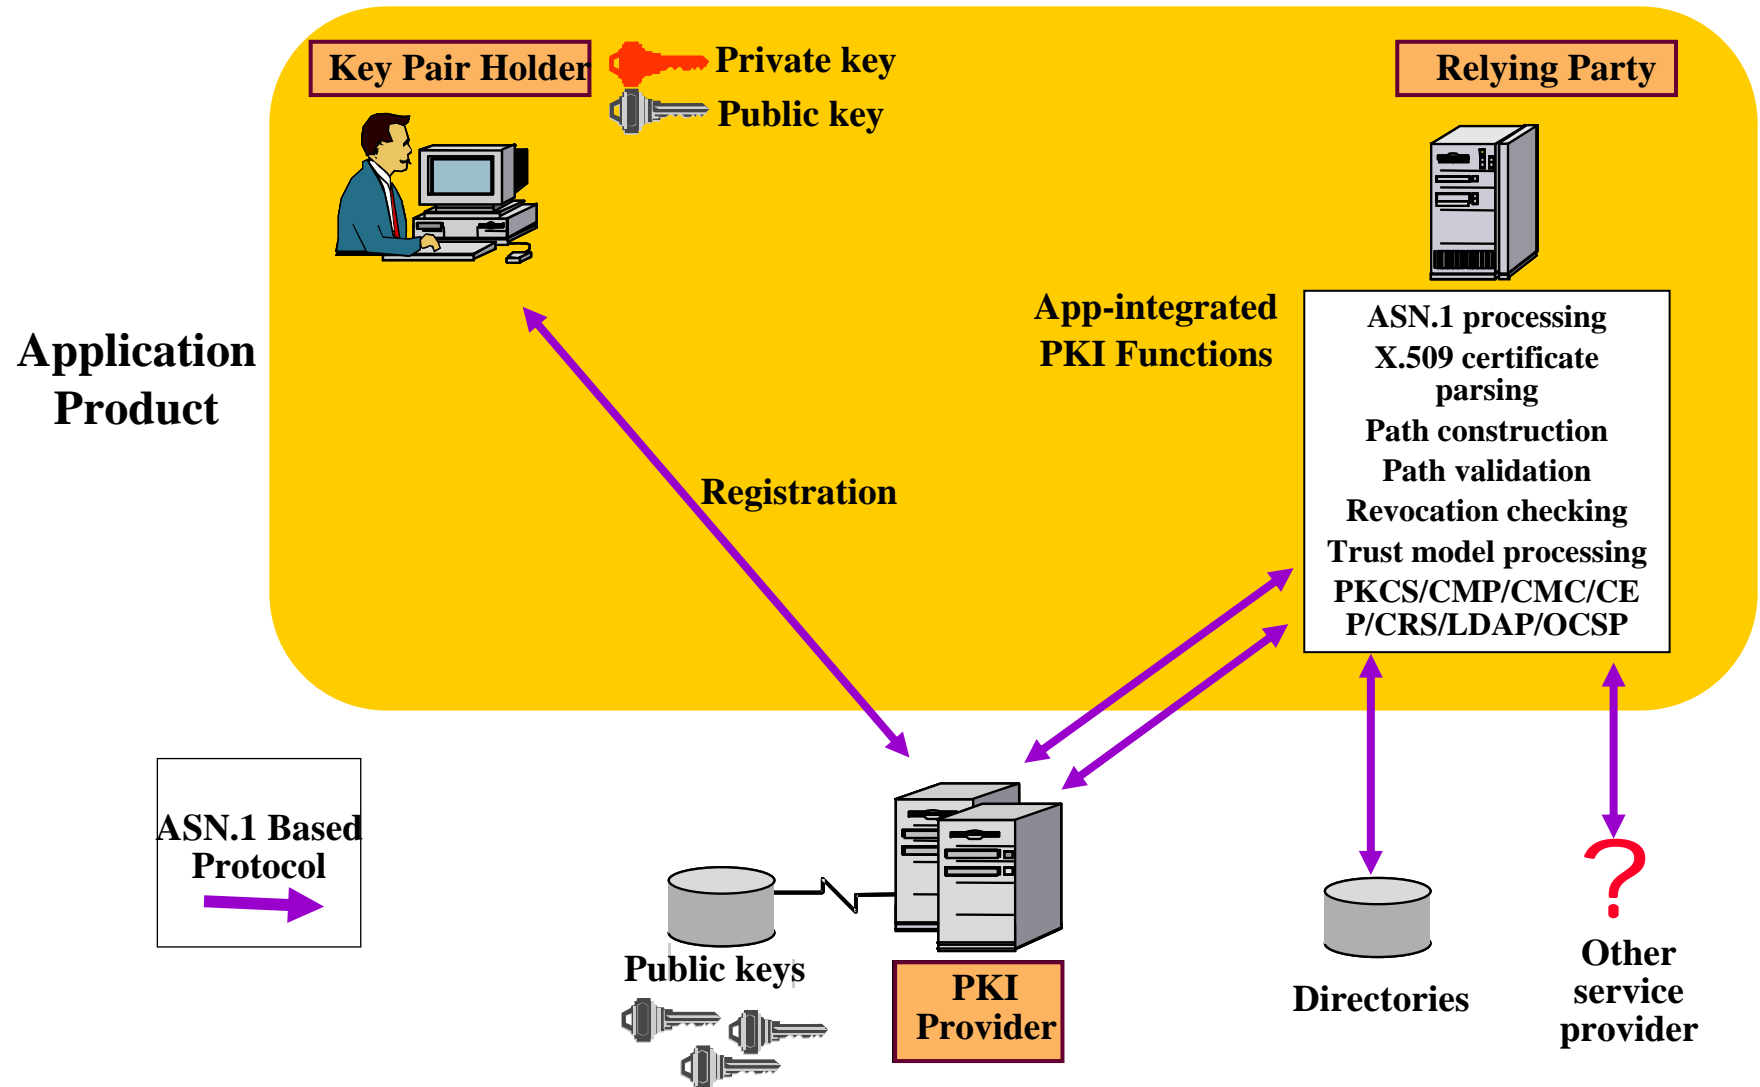 Key Pair Holder
Private key
Public key
Relying Party
App-integrated
PKI Functions
ASN.1 processing
X.509 certificate
parsing
Path construction
Path validation
Revocation checking
Trust model processing
PKCS/CMP/CMC/CE
P/CRS/LDAP/OCSP
Application
Product
Registration
ASN.1 Based
Protocol
Public keys
PKI
Provider
Directories
Other
service
provider
?